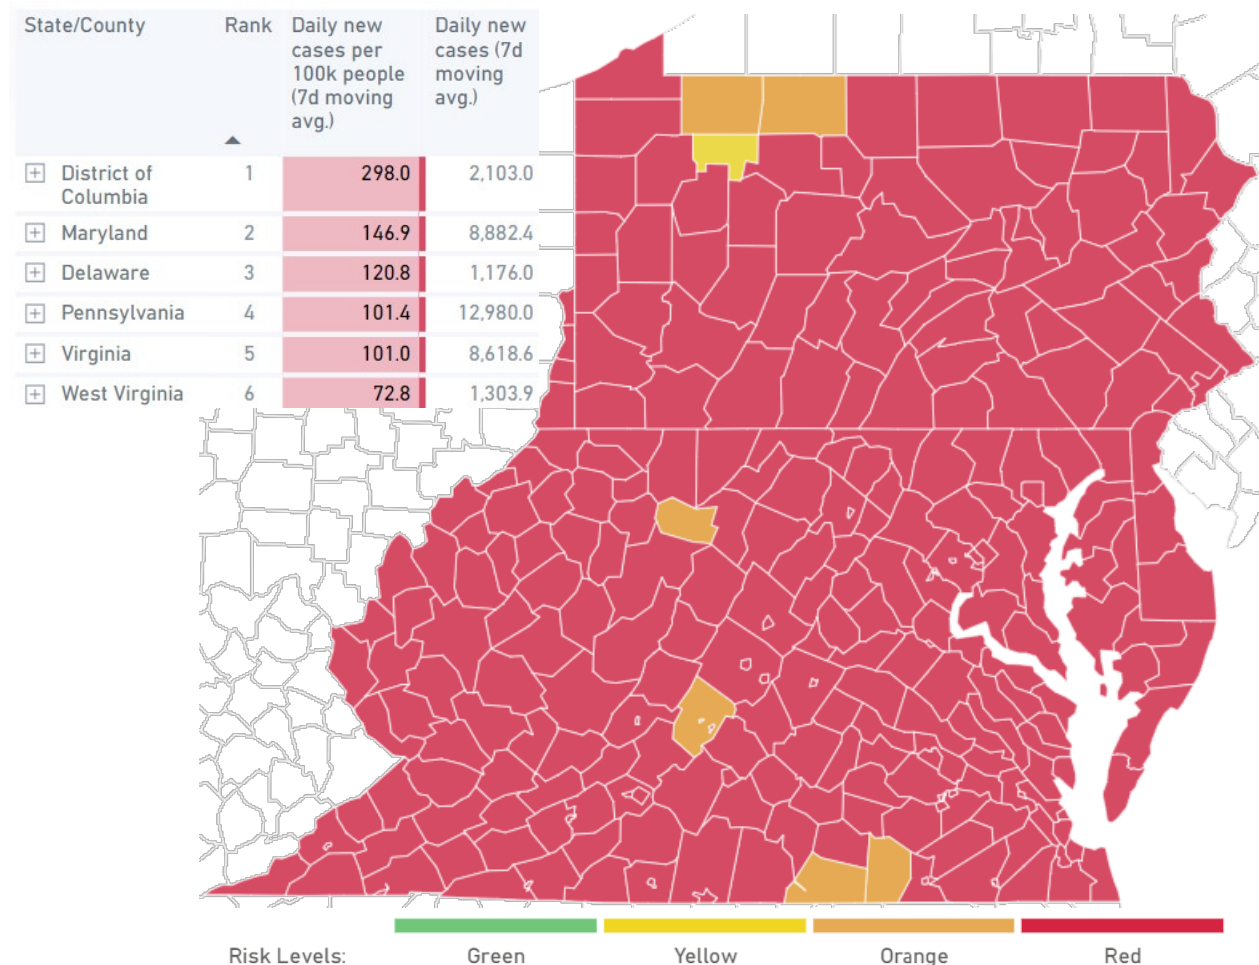 State/County Rank Daily new Daily new
cases per cases (7d
100k people moving
(7d moving avg.)
avg.)
District of 1 298.0 2,103.0
Columbia
Maryland 2 146.9 8,882.4
Delaware 3 120.8 1,176.0
Pennsylvania 4 101.4 12,980.0
Virginia 5 101.0 8,618.6
West Virginia 6 72.8 1,303.9
Risk Levels: Green Yellow Orange Red